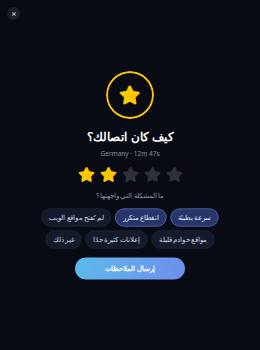 كيف كان اتصالك؟
Germany · 12m 47s
ما المشكلة التي واجهتها؟
سرعة بطيئة انقطاع متكرر لم تُفتح مواقع الويب
مواقع خوادم قليلة إعلانات كثيرة جدًا غير ذلك
إرسال الملاحظات